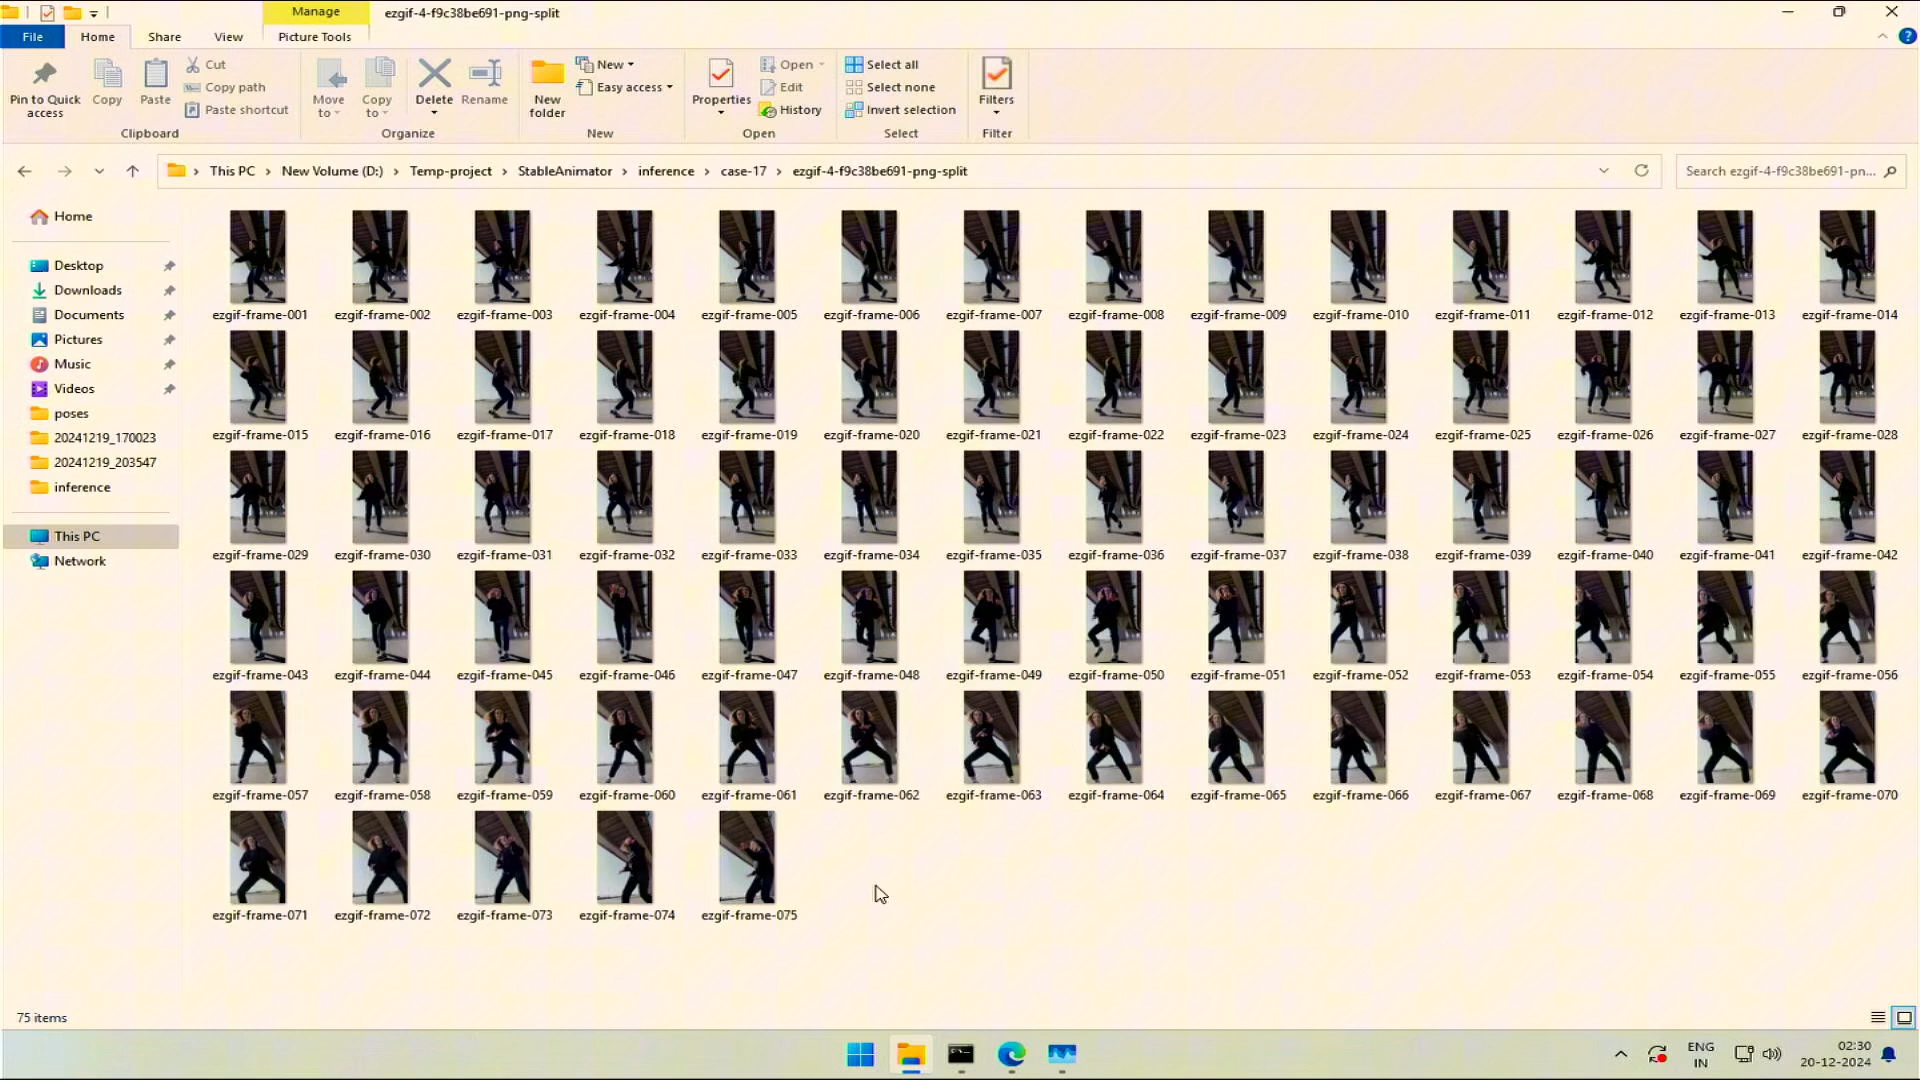 Manage
ezgif-4-f9c38be691-png-split
File
Home
Share
View
Picture Tools
Pin to Quick access
Copy
Paste
Cut
Copy path
Paste shortcut
Clipboard
Move to
Copy to
Delete
Rename
Organize
New folder
New
Easy access
New
Properties
Open
Edit
History
Open
Select all
Select none
Invert selection
Select
Filters
Filter
This PC > New Volume (D:) > Temp-project > StableAnimator > inference > case-17 > ezgif-4-f9c38be691-png-split
Search ezgif-4-f9c38be691-pn...
Home
Desktop
Downloads
Documents
Pictures
Music
Videos
poses
20241219_170023
20241219_203547
inference
This PC
Network
ezgif-frame-001 ezgif-frame-002 ezgif-frame-003 ezgif-frame-004 ezgif-frame-005 ezgif-frame-006 ezgif-frame-007 ezgif-frame-008 ezgif-frame-009 ezgif-frame-010 ezgif-frame-011 ezgif-frame-012 ezgif-frame-013 ezgif-frame-014
ezgif-frame-015 ezgif-frame-016 ezgif-frame-017 ezgif-frame-018 ezgif-frame-019 ezgif-frame-020 ezgif-frame-021 ezgif-frame-022 ezgif-frame-023 ezgif-frame-024 ezgif-frame-025 ezgif-frame-026 ezgif-frame-027 ezgif-frame-028
ezgif-frame-029 ezgif-frame-030 ezgif-frame-031 ezgif-frame-032 ezgif-frame-033 ezgif-frame-034 ezgif-frame-035 ezgif-frame-036 ezgif-frame-037 ezgif-frame-038 ezgif-frame-039 ezgif-frame-040 ezgif-frame-041 ezgif-frame-042
ezgif-frame-043 ezgif-frame-044 ezgif-frame-045 ezgif-frame-046 ezgif-frame-047 ezgif-frame-048 ezgif-frame-049 ezgif-frame-050 ezgif-frame-051 ezgif-frame-052 ezgif-frame-053 ezgif-frame-054 ezgif-frame-055 ezgif-frame-056
ezgif-frame-057 ezgif-frame-058 ezgif-frame-059 ezgif-frame-060 ezgif-frame-061 ezgif-frame-062 ezgif-frame-063 ezgif-frame-064 ezgif-frame-065 ezgif-frame-066 ezgif-frame-067 ezgif-frame-068 ezgif-frame-069 ezgif-frame-070
ezgif-frame-071 ezgif-frame-072 ezgif-frame-073 ezgif-frame-074 ezgif-frame-075
75 items
ENG
IN
02:30
20-12-2024